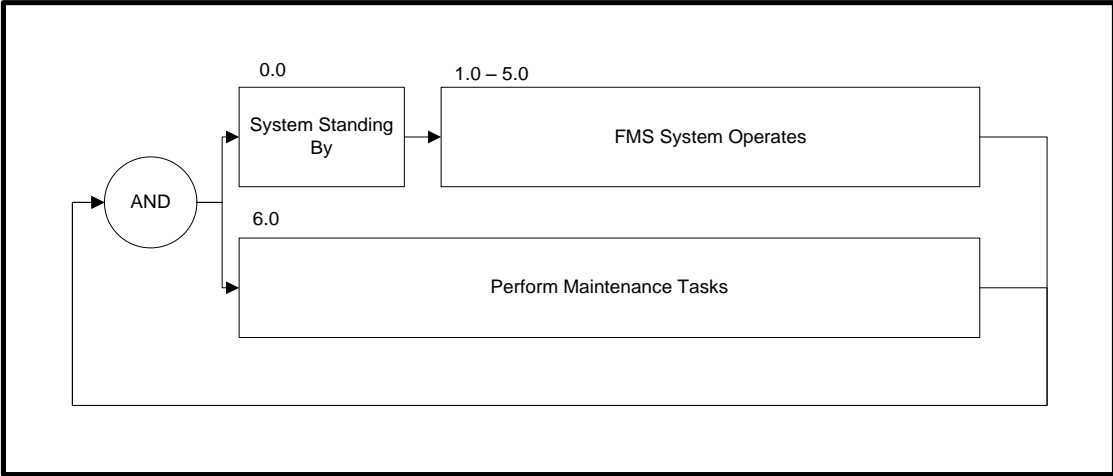 0.0
1.0 – 5.0
System Standing
By
FMS System Operates
AND
6.0
Perform Maintenance Tasks